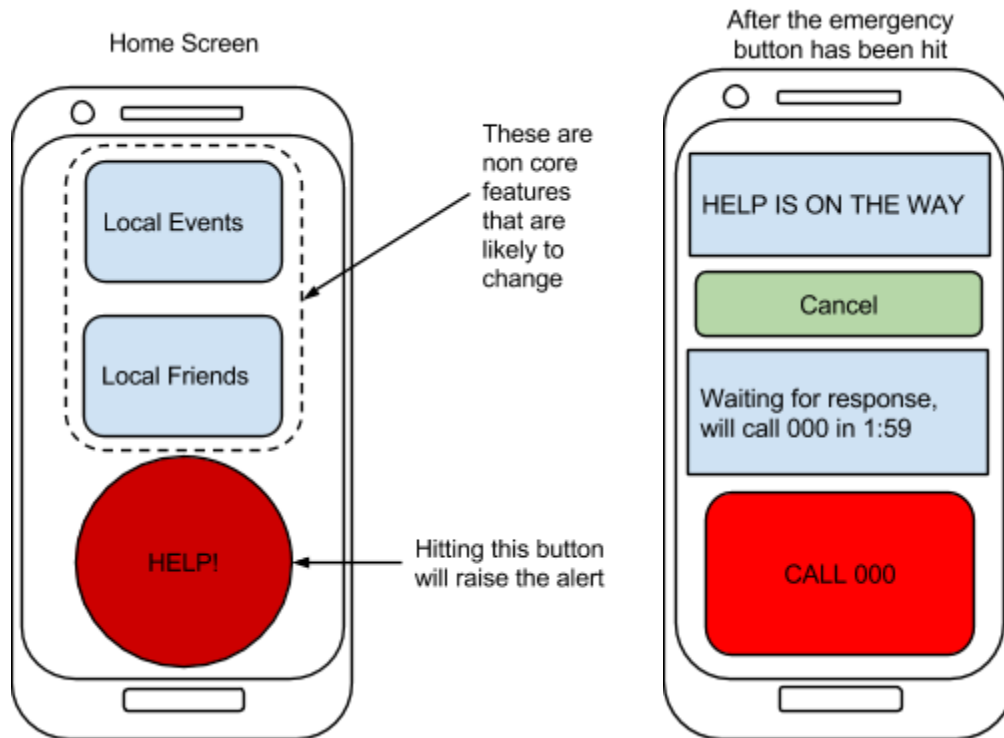 Home Screen
Local Events
Local Friends
HELP!
These are
non core
features
that are
likely to
change
Hitting this button
will raise the alert
After the emergency
button has been hit
HELP IS ON THE WAY
Cancel
Waiting for response,
will call 000 in 1:59
CALL 000